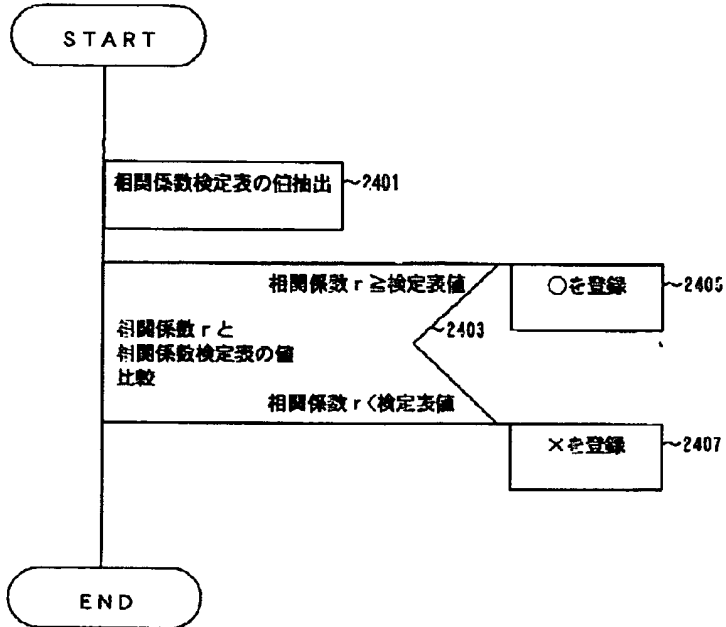 START
相関係数検定表の値抽出 ~2401
相関係数 r ≧検定表値
○を登録 ~2405
~2403
相関係数 r と
相関係数検定表の値
比較
相関係数 r <検定表値
×を登録 ~2407
END